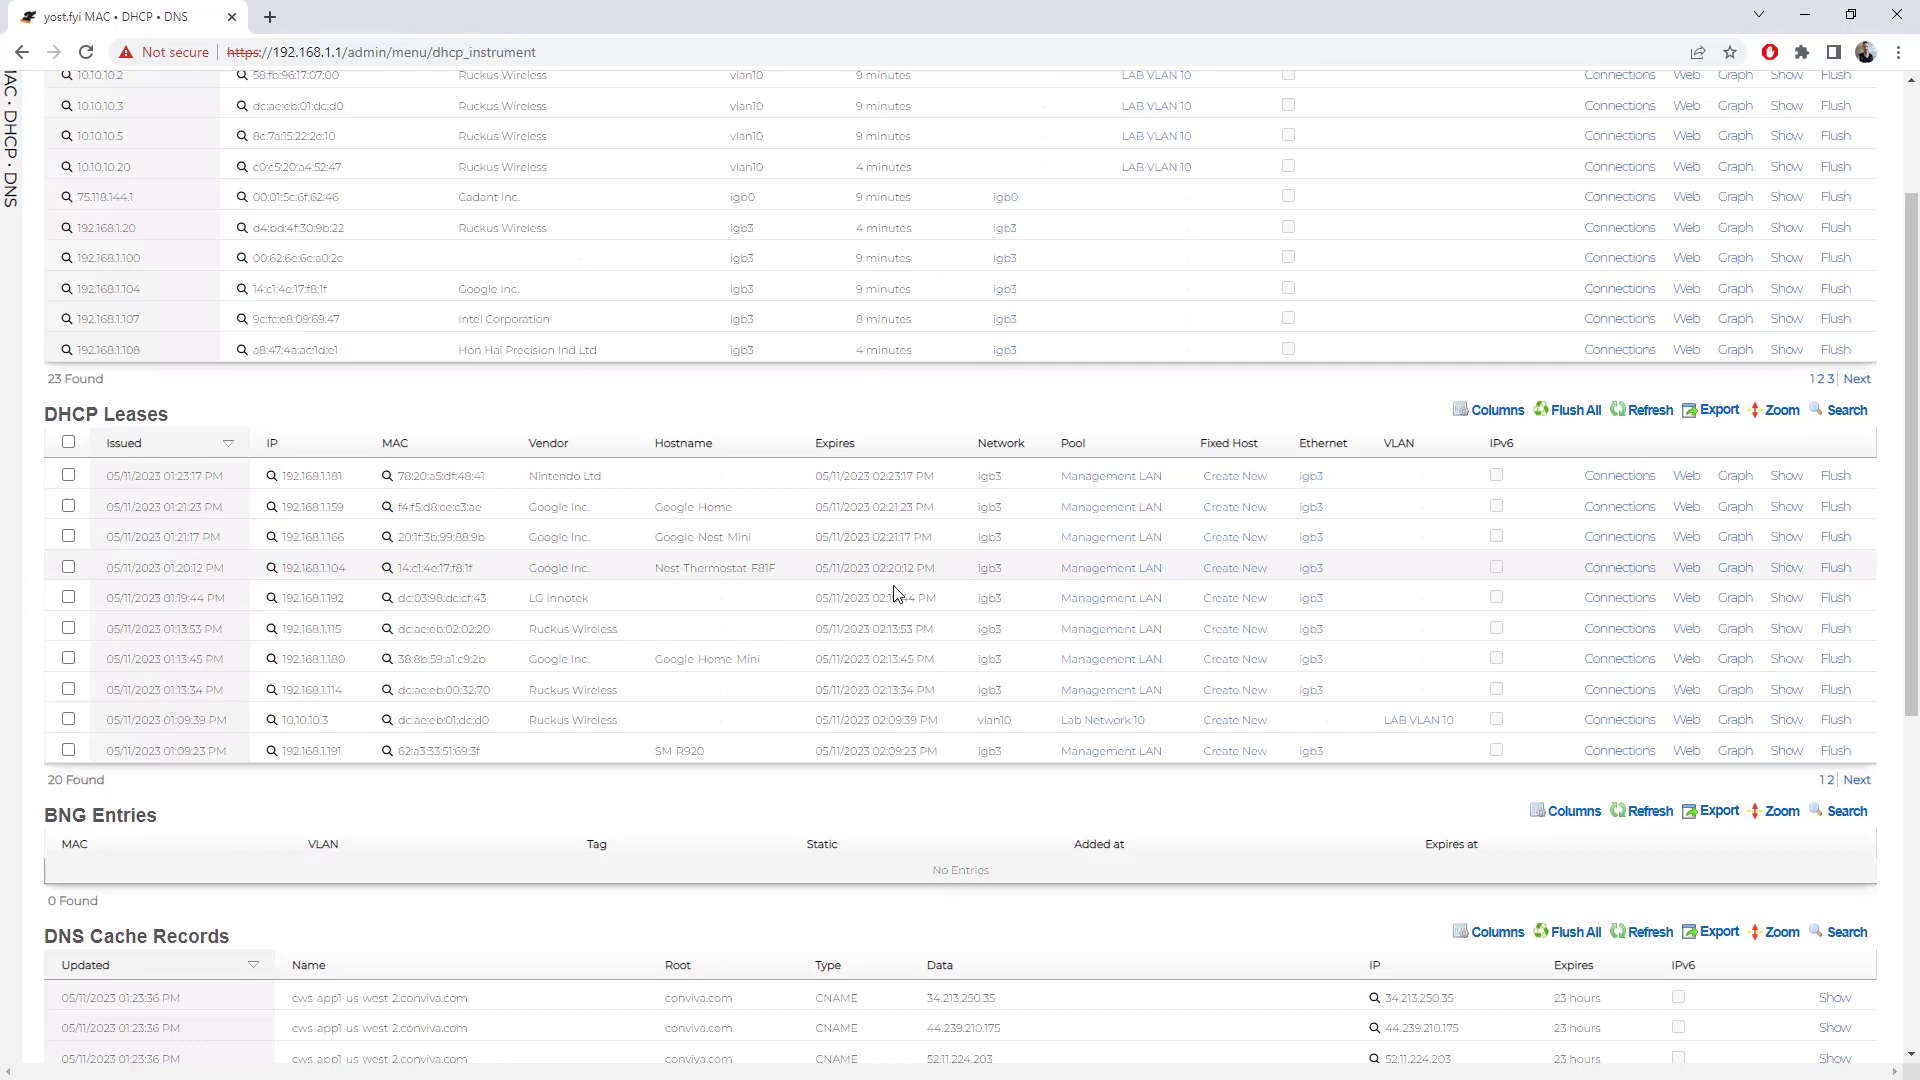 yost.fyi MAC • DHCP • DNS
Not secure https://192.168.1.1/admin/menu/dhcp_instrument
MAC • DHCP • DNS
10.10.10.2 58:fb:96:17:07:00 Ruckus Wireless vlan10 9 minutes LAB VLAN 10 Connections Web Graph Show Flush
10.10.10.3 dc:ae:eb:01:dc:d0 Ruckus Wireless vlan10 9 minutes - LAB VLAN 10 Connections Web Graph Show Flush
10.10.10.5 8c:7a:15:22:2e:10 Ruckus Wireless vlan10 9 minutes - LAB VLAN 10 Connections Web Graph Show Flush
10.10.10.20 c0:c5:20:a4:52:47 Ruckus Wireless vlan10 4 minutes - LAB VLAN 10 Connections Web Graph Show Flush
75.118.144.1 00:01:5c:6f:62:46 Cadant Inc. igb0 9 minutes igb0 - Connections Web Graph Show Flush
192.168.1.20 d4:bd:4f:30:9b:22 Ruckus Wireless igb3 4 minutes igb3 - Connections Web Graph Show Flush
192.168.1.100 00:62:6e:6c:a0:2c - igb3 9 minutes igb3 - Connections Web Graph Show Flush
192.168.1.104 14:c1:4e:17:f8:1f Google Inc. igb3 9 minutes igb3 - Connections Web Graph Show Flush
192.168.1.107 9c:fc:e8:09:69:47 Intel Corporation igb3 8 minutes igb3 - Connections Web Graph Show Flush
192.168.1.108 a8:47:4a:ac:1d:e1 Hon Hai Precision Ind Ltd igb3 4 minutes igb3 - Connections Web Graph Show Flush
23 Found 1 2 3 | Next
DHCP Leases Columns Flush All Refresh Export Zoom Search
Issued IP MAC Vendor Hostname Expires Network Pool Fixed Host Ethernet VLAN IPv6
05/11/2023 01:23:17 PM 192.168.1.181 78:20:a5:df:48:41 Nintendo Ltd - 05/11/2023 02:23:17 PM igb3 Management LAN Create New igb3 - Connections Web Graph Show Flush
05/11/2023 01:21:23 PM 192.168.1.159 f4:f5:d8:ce:c3:ae Google Inc. Google-Home 05/11/2023 02:21:23 PM igb3 Management LAN Create New igb3 - Connections Web Graph Show Flush
05/11/2023 01:21:17 PM 192.168.1.166 20:1f:3b:99:88:9b Google Inc. Google-Nest-Mini 05/11/2023 02:21:17 PM igb3 Management LAN Create New igb3 - Connections Web Graph Show Flush
05/11/2023 01:20:12 PM 192.168.1.104 14:c1:4e:17:f8:1f Google Inc. Nest-Thermostat-F81F 05/11/2023 02:20:12 PM igb3 Management LAN Create New igb3 - Connections Web Graph Show Flush
05/11/2023 01:19:44 PM 192.168.1.192 dc:03:98:dc:cf:43 LG Innotek - 05/11/2023 PM igb3 Management LAN Create New igb3 - Connections Web Graph Show Flush
05/11/2023 01:13:53 PM 192.168.1.115 dc:ae:eb:02:02:20 Ruckus Wireless - 05/11/2023 02:13:53 PM igb3 Management LAN Create New igb3 - Connections Web Graph Show Flush
05/11/2023 01:13:45 PM 192.168.1.180 38:8b:59:a1:c9:2b Google Inc. Google-Home-Mini 05/11/2023 02:13:45 PM igb3 Management LAN Create New igb3 - Connections Web Graph Show Flush
05/11/2023 01:13:34 PM 192.168.1.114 dc:ae:eb:00:32:70 Ruckus Wireless - 05/11/2023 02:13:34 PM igb3 Management LAN Create New igb3 - Connections Web Graph Show Flush
05/11/2023 01:09:39 PM 10.10.10.3 dc:ae:eb:01:dc:d0 Ruckus Wireless - 05/11/2023 02:09:39 PM vlan10 Lab Network 10 Create New - LAB VLAN 10 Connections Web Graph Show Flush
05/11/2023 01:09:23 PM 192.168.1.191 62:a3:33:51:69:3f SM-R920 05/11/2023 02:09:23 PM igb3 Management LAN Create New igb3 - Connections Web Graph Show Flush
20 Found 1 2 | Next
BNG Entries Columns Refresh Export Zoom Search
MAC VLAN Tag Static Added at Expires at
No Entries
0 Found
DNS Cache Records Columns Flush All Refresh Export Zoom Search
Updated Name Root Type Data IP Expires IPv6
05/11/2023 01:23:36 PM cws-app1-us-west-2.conviva.com conviva.com CNAME 34.213.250.35 34.213.250.35 23 hours Show
05/11/2023 01:23:36 PM cws-app1-us-west-2.conviva.com conviva.com CNAME 44.239.210.175 44.239.210.175 23 hours Show
05/11/2023 01:23:36 PM cws-app1-us-west-2.conviva.com conviva.com CNAME 52.11.224.203 52.11.224.203 23 hours Show